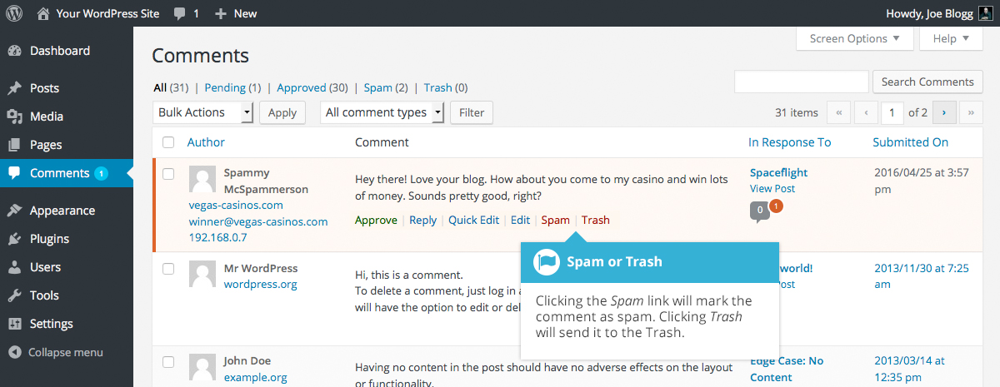 Your WordPress Site 1 New Howdy, Joe Blogg
Dashboard
Posts
Media
Pages
Comments 1
Appearance
Plugins
Users
Tools
Settings
Collapse menu
Screen Options Help
Comments
All (31) | Pending (1) | Approved (30) | Spam (2) | Trash (0)
Search Comments
Bulk Actions Apply All comment types Filter
31 items « ‹ 1 of 2 › »
Author Comment In Response To Submitted On
Spammy
McSpammerson
vegas-casinos.com
winner@vegas-casinos.com
192.168.0.7
Hey there! Love your blog. How about you come to my casino and win lots
of money. Sounds pretty good, right?
Approve | Reply | Quick Edit | Edit | Spam | Trash
Spaceflight
View Post
0 1
2016/04/25 at 3:57
pm
Spam or Trash
Clicking the Spam link will mark the
comment as spam. Clicking Trash
will send it to the Trash.
Mr WordPress
wordpress.org
Hi, this is a comment.
To delete a comment, just log in
will have the option to edit or
world!
2013/11/30 at 7:25
am
John Doe
example.org
Having no content in the post should have no adverse effects on the layout
or functionality.
Edge Case: No
Content
2013/03/14 at
12:35 pm